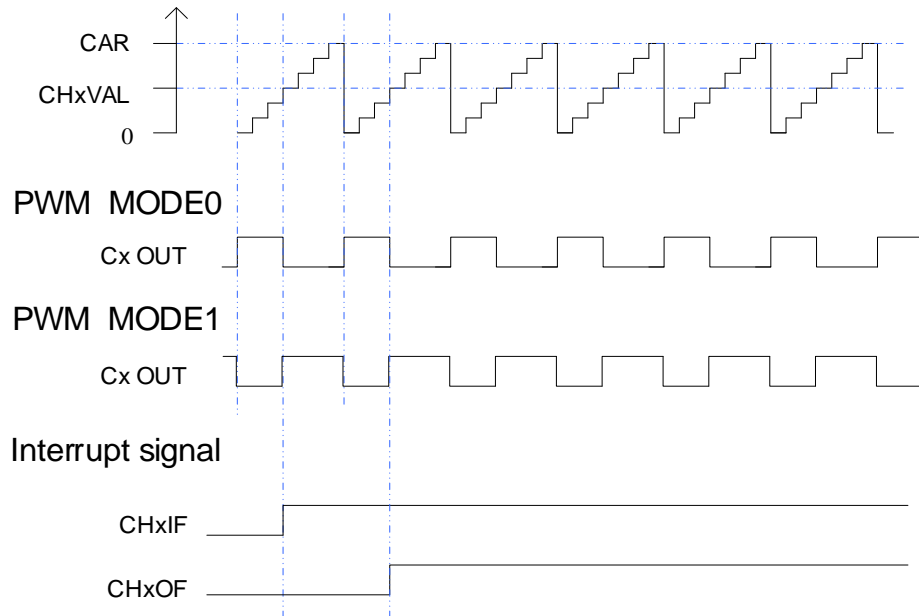 CAR
CHxVAL
0
PWM MODE0
Cx OUT
PWM MODE1
Cx OUT
Interrupt signal
CHxIF
CHxOF